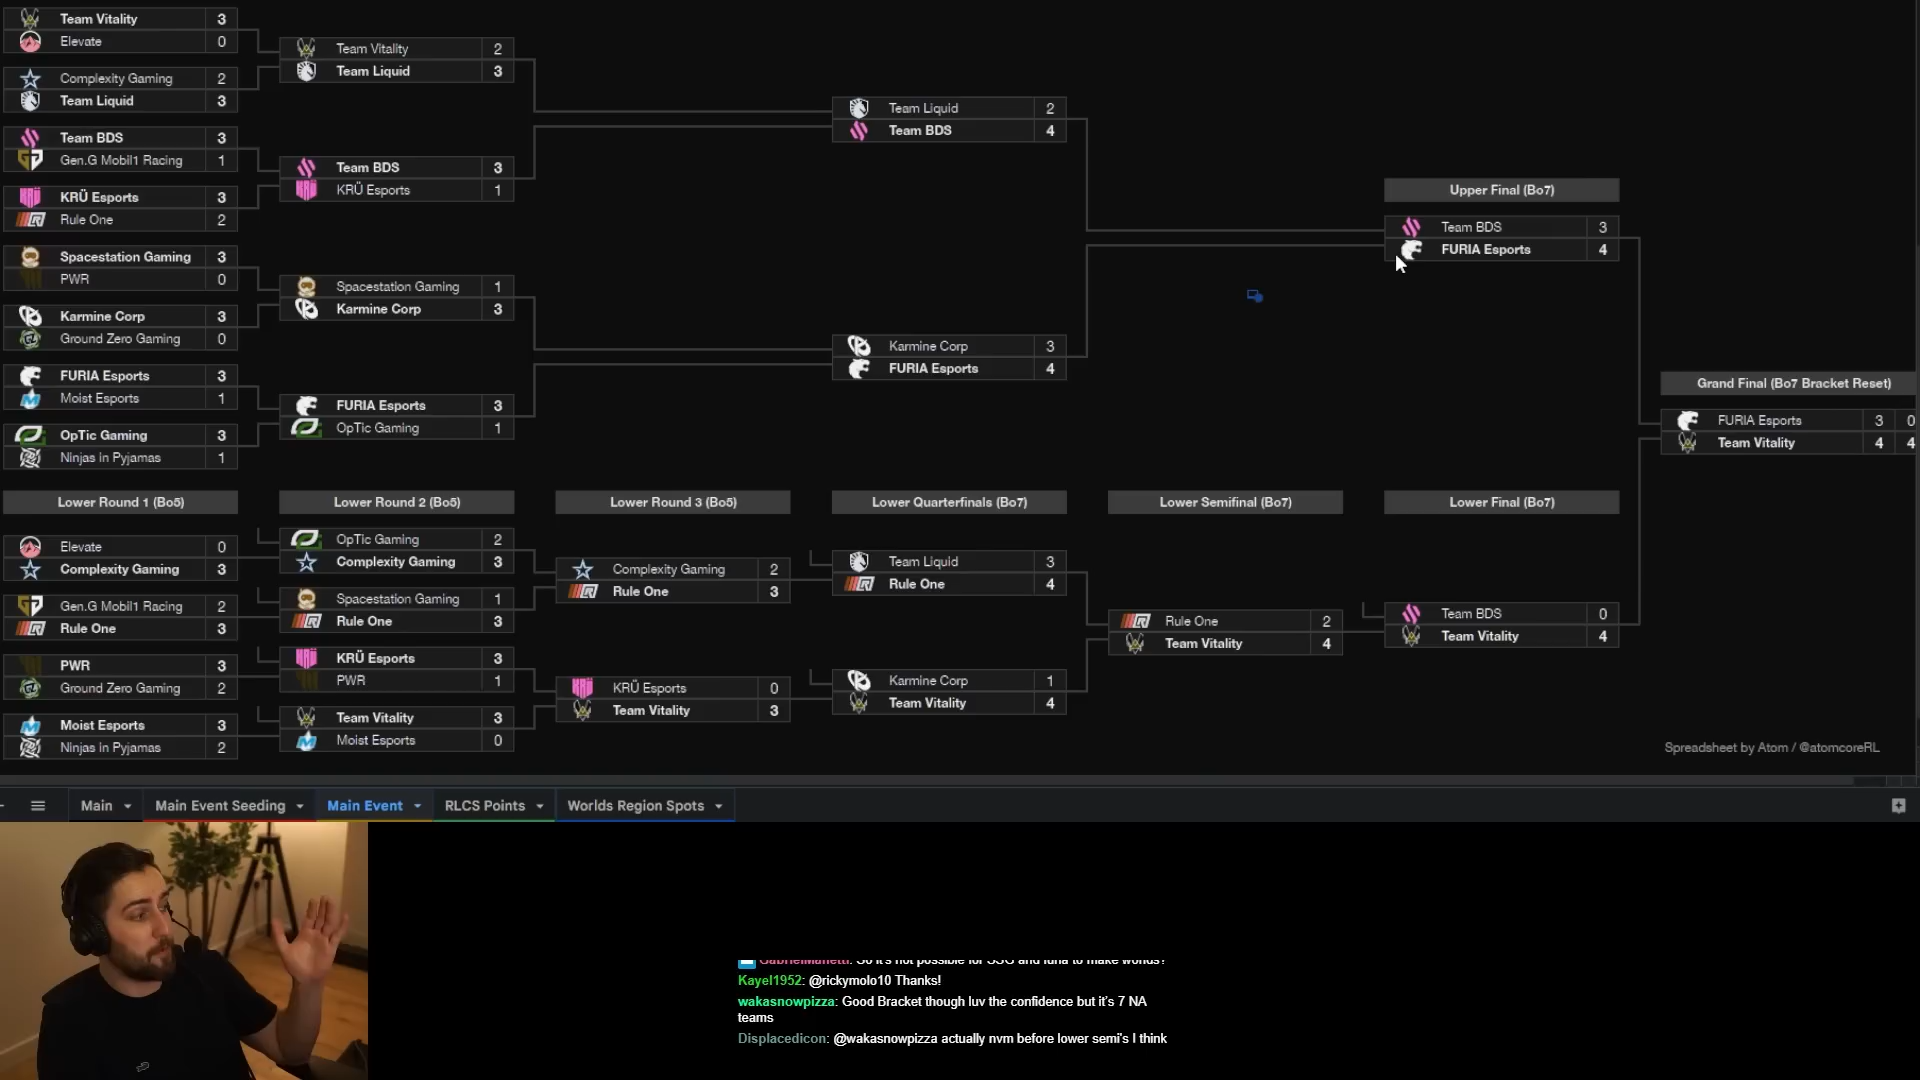 Team Vitality 3
Elevate 0
Complexity Gaming 2
Team Liquid 3
Team BDS 3
Gen.G Mobil1 Racing 1
KRÜ Esports 3
Rule One 2
Spacestation Gaming 3
PWR 0
Karmine Corp 3
Ground Zero Gaming 0
FURIA Esports 3
Moist Esports 1
OpTic Gaming 3
Ninjas in Pyjamas 1
Team Vitality 2
Team Liquid 3
Team BDS 3
KRÜ Esports 1
Spacestation Gaming 1
Karmine Corp 3
FURIA Esports 3
OpTic Gaming 1
Team Liquid 2
Team BDS 4
Karmine Corp 3
FURIA Esports 4
Upper Final (Bo7)
Team BDS 3
FURIA Esports 4
Grand Final (Bo7 Bracket Reset)
FURIA Esports 3 0
Team Vitality 4 4
Lower Round 1 (Bo5)
Elevate 0
Complexity Gaming 3
Gen.G Mobil1 Racing 2
Rule One 3
PWR 3
Ground Zero Gaming 2
Moist Esports 3
Ninjas in Pyjamas 2
Lower Round 2 (Bo5)
OpTic Gaming 2
Complexity Gaming 3
Spacestation Gaming 1
Rule One 3
KRÜ Esports 3
PWR 1
Team Vitality 3
Moist Esports 0
Lower Round 3 (Bo5)
Complexity Gaming 2
Rule One 3
KRÜ Esports 0
Team Vitality 3
Lower Quarterfinals (Bo7)
Team Liquid 3
Rule One 4
Karmine Corp 1
Team Vitality 4
Lower Semifinal (Bo7)
Rule One 2
Team Vitality 4
Lower Final (Bo7)
Team BDS 0
Team Vitality 4
Spreadsheet by Atom / @atomcoreRL
Main Main Event Seeding Main Event RLCS Points Worlds Region Spots
GabrielManetti: So it's not possible for SSG and furia to make worlds?
Kayel1952: @rickymolo10 Thanks!
wakasnowpizza: Good Bracket though luv the confidence but it's 7 NA
teams
Displacedicon: @wakasnowpizza actually nvm before lower semi's I think